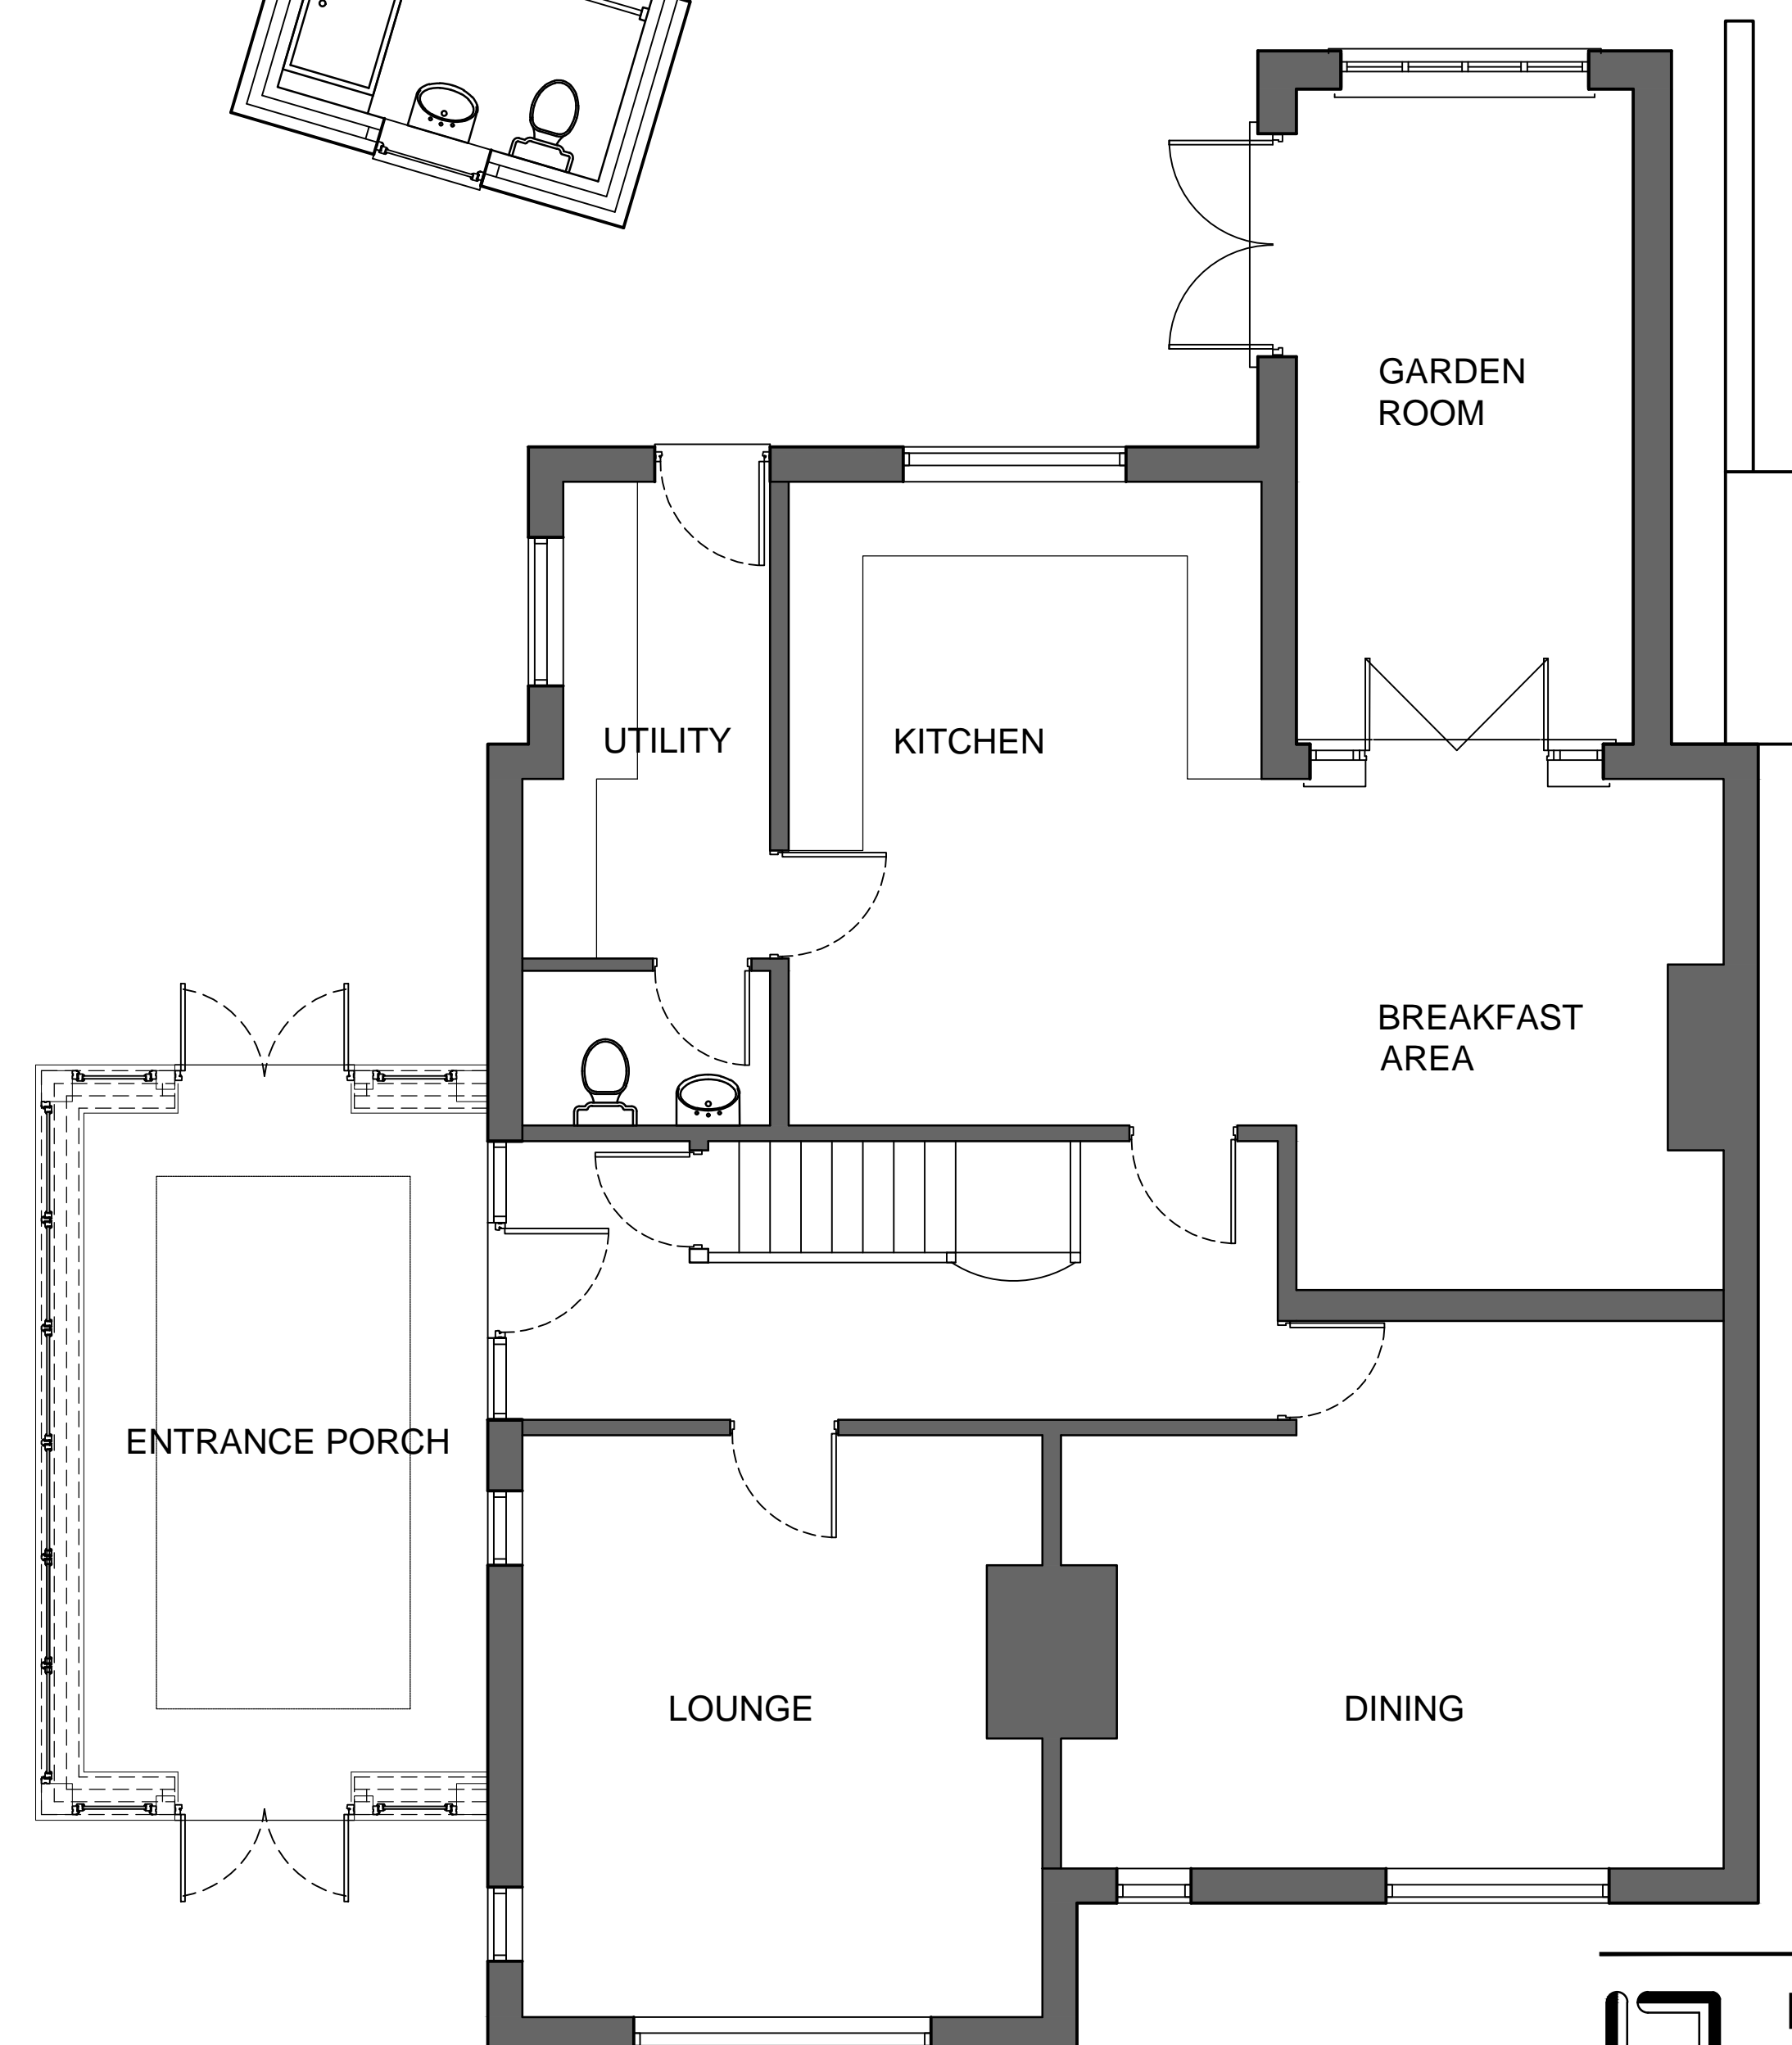 GARDEN
ROOM
UTILITY
KITCHEN
BREAKFAST
AREA
ENTRANCE PORCH
LOUNGE
DINING